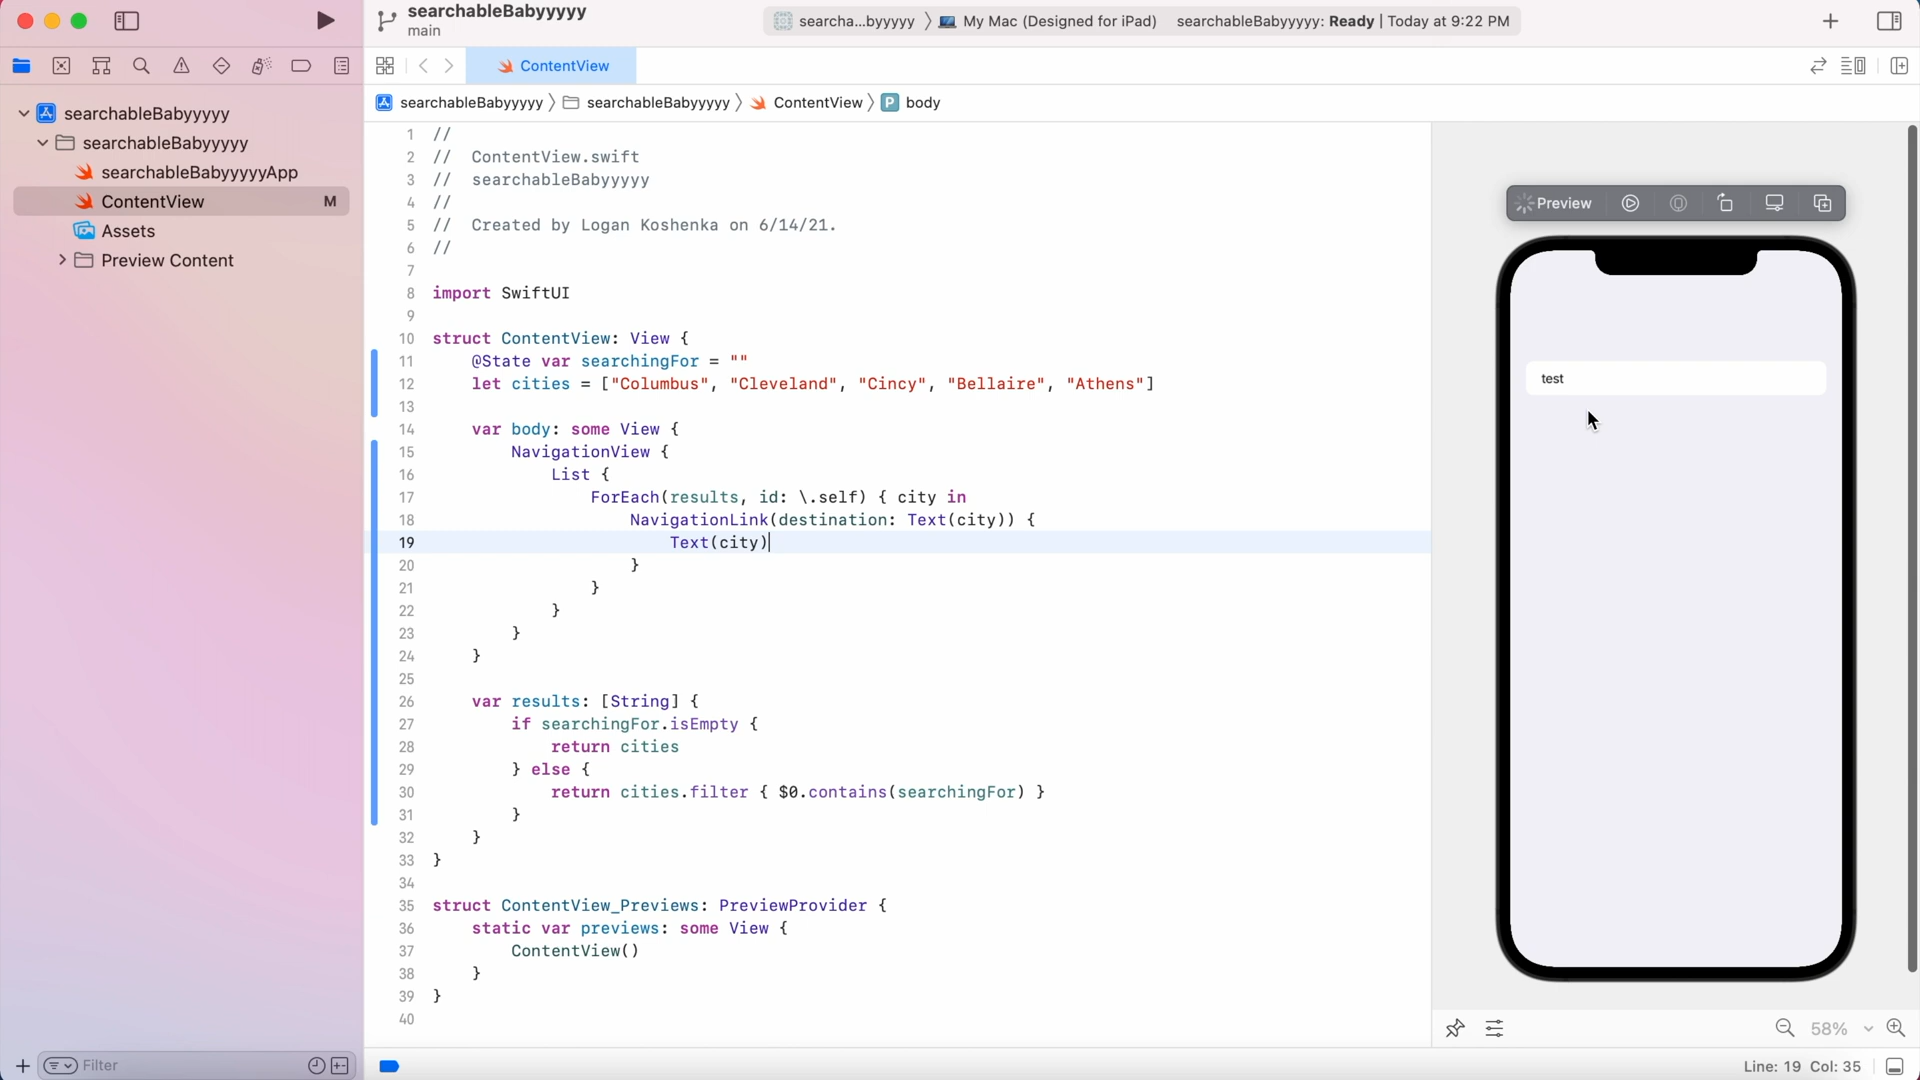 searchableBabyyyyy
main
searcha...byyyyy 〉 My Mac (Designed for iPad) searchableBabyyyyy: Ready | Today at 9:22 PM
ContentView
searchableBabyyyyy 〉 searchableBabyyyyy 〉 ContentView 〉 P body
searchableBabyyyyy
searchableBabyyyyy
searchableBabyyyyyApp
ContentView M
Assets
Preview Content
1 //
2 //  ContentView.swift
3 //  searchableBabyyyyy
4 //
5 //  Created by Logan Koshenka on 6/14/21.
6 //
7
8 import SwiftUI
9
10 struct ContentView: View {
11     @State var searchingFor = ""
12     let cities = ["Columbus", "Cleveland", "Cincy", "Bellaire", "Athens"]
13
14     var body: some View {
15         NavigationView {
16             List {
17                 ForEach(results, id: \.self) { city in
18                     NavigationLink(destination: Text(city)) {
19                         Text(city)
20                     }
21                 }
22             }
23         }
24     }
25
26     var results: [String] {
27         if searchingFor.isEmpty {
28             return cities
29         } else {
30             return cities.filter { $0.contains(searchingFor) }
31         }
32     }
33 }
34
35 struct ContentView_Previews: PreviewProvider {
36     static var previews: some View {
37         ContentView()
38     }
39 }
40
Preview
test
58%
Filter
Line: 19 Col: 35